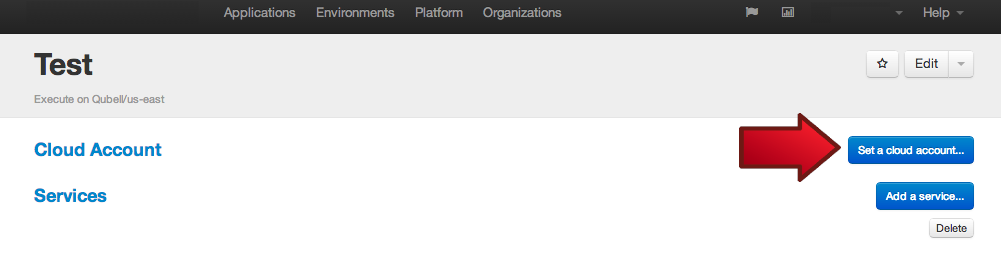 Applications Environments Platform Organizations Help
Test
Edit
Execute on Qubell/us-east
Cloud Account
Set a cloud account...
Services
Add a service...
Delete